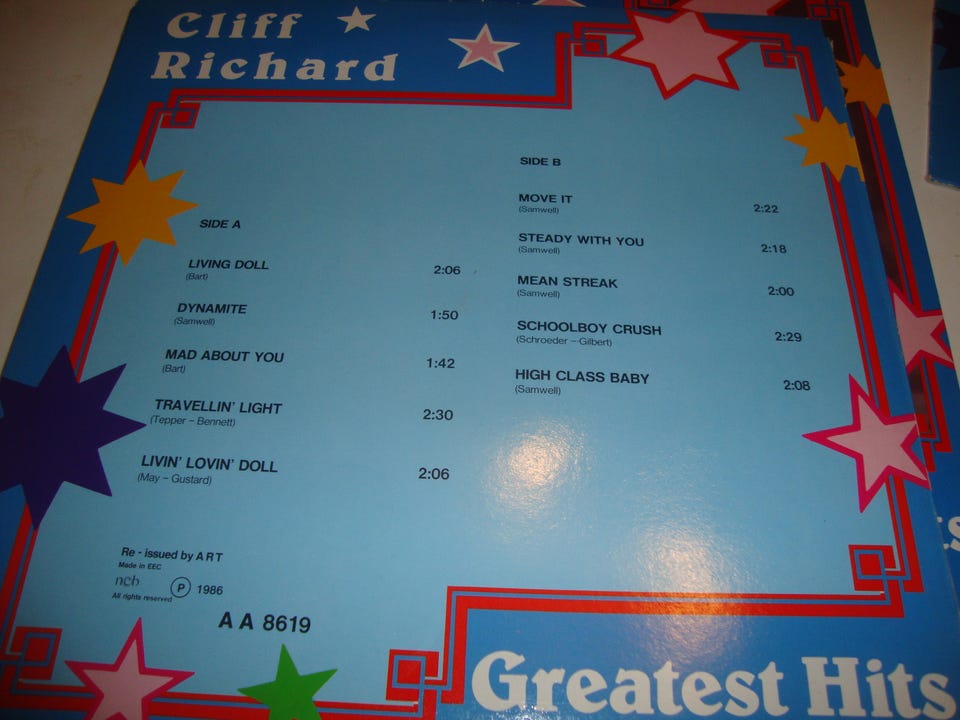 Cliff
Richard
SIDE A
LIVING DOLL 2:06
(Bart)
DYNAMITE 1:50
(Samwell)
MAD ABOUT YOU 1:42
(Bart)
TRAVELLIN' LIGHT 2:30
(Tepper – Bennett)
LIVIN' LOVIN' DOLL 2:06
(May – Gustard)
SIDE B
MOVE IT 2:22
(Samwell)
STEADY WITH YOU 2:18
(Samwell)
MEAN STREAK 2:00
(Samwell)
SCHOOLBOY CRUSH 2:29
(Schroeder – Gilbert)
HIGH CLASS BABY 2:08
(Samwell)
Re - issued by A R T
Made in EEC
ncb Ⓟ 1986
All rights reserved
A A 8619
Greatest Hits